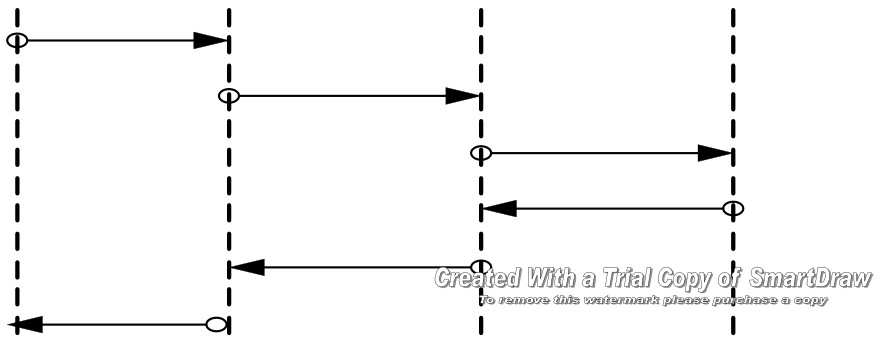 Created With a Trial Copy of SmartDraw
To remove this watermark please purchase a copy